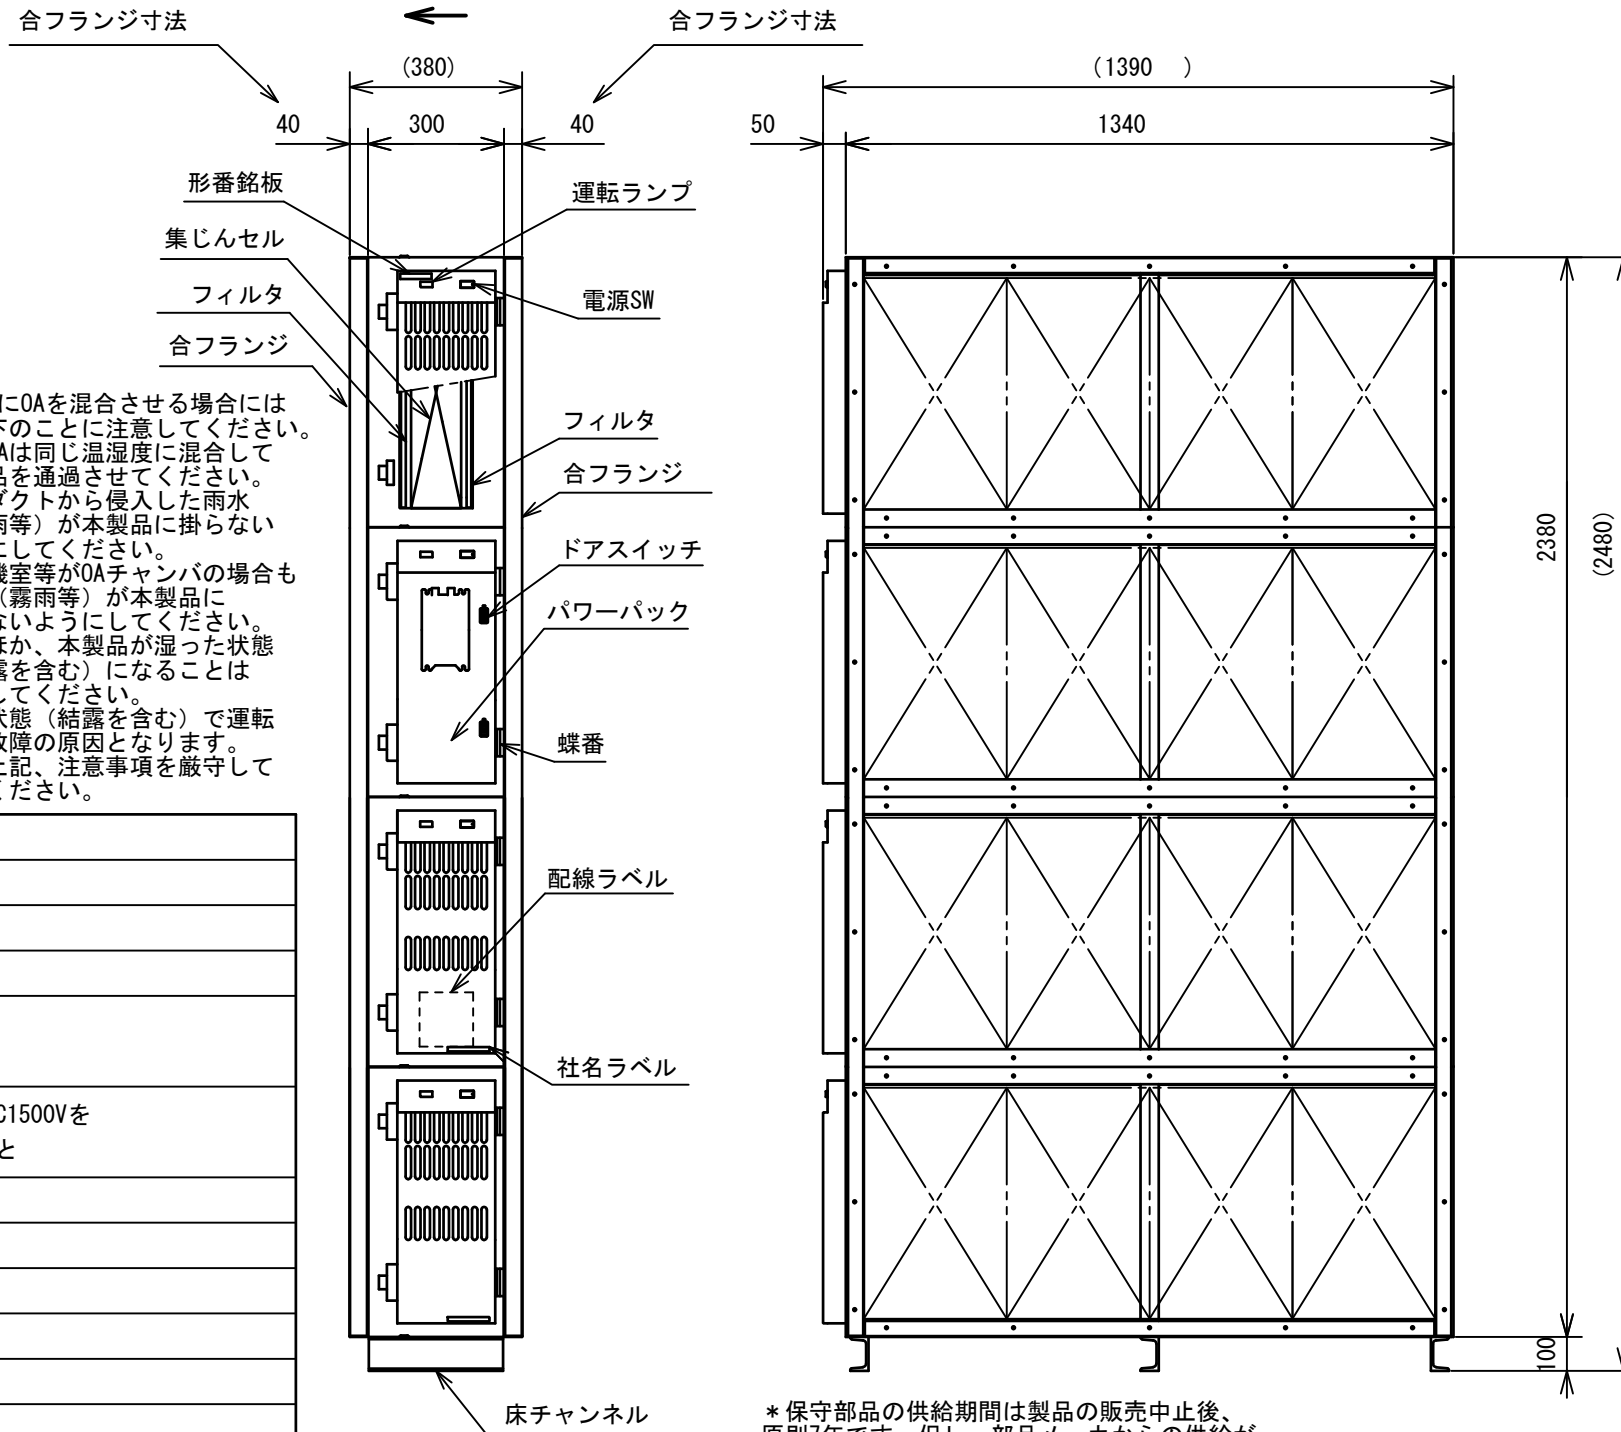 合フランジ寸法
合フランジ寸法
(380)
(1390 )
40
300
40
50
1340
形番銘板
運転ランプ
集じんセル
フィルタ
電源SW
合フランジ
にOAを混合させる場合には
下のことに注意してください。
Aは同じ温湿度に混合して
品を通過させてください。
ダクトから侵入した雨水
雨等）が本製品に掛らない
にしてください。
機室等がOAチャンバの場合も
（霧雨等）が本製品に
ないようにしてください。
ほか、本製品が湿った状態
露を含む）になることは
してください。
状態（結露を含む）で運転
故障の原因となります。
上記、注意事項を厳守して
ください。
フィルタ
合フランジ
ドアスイッチ
パワーパック
蝶番
配線ラベル
社名ラベル
2380
(2480)
C1500Vを
と
100
床チャンネル
＊保守部品の供給期間は製品の販売中止後、